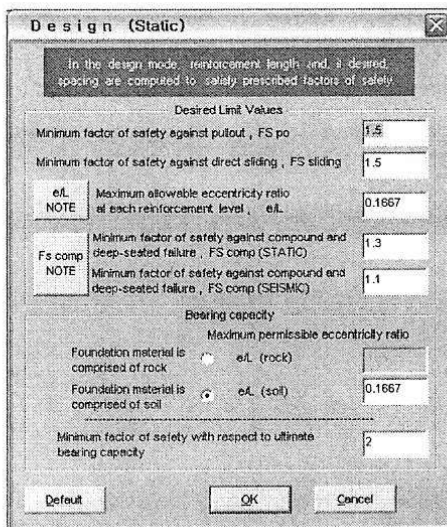 Design (Static)
In the design mode, reinforcement length and, if desired,
spacing are computed to satisfy prescribed factors of safety
Desired Limit Values
Minimum factor of safety against pullout , FS po 1.5
Minimum factor of safety against direct sliding , FS sliding 1.5
e/L
NOTE
Maximum allowable eccentricity ratio
at each reinforcement level , e/L 0.1667
Fs comp
NOTE
Minimum factor of safety against compound and
deep-seated failure , FS comp (STATIC) 1.3
Minimum factor of safety against compound and
deep-seated failure , FS comp (SEISMIC) 1.1
Bearing capacity
Maximum permissible eccentricity ratio
Foundation material is
comprised of rock
e/L (rock)
Foundation material is
comprised of soil
e/L (soil) 0.1667
Minimum factor of safety with respect to ultimate
bearing capacity 2
Default OK Cancel